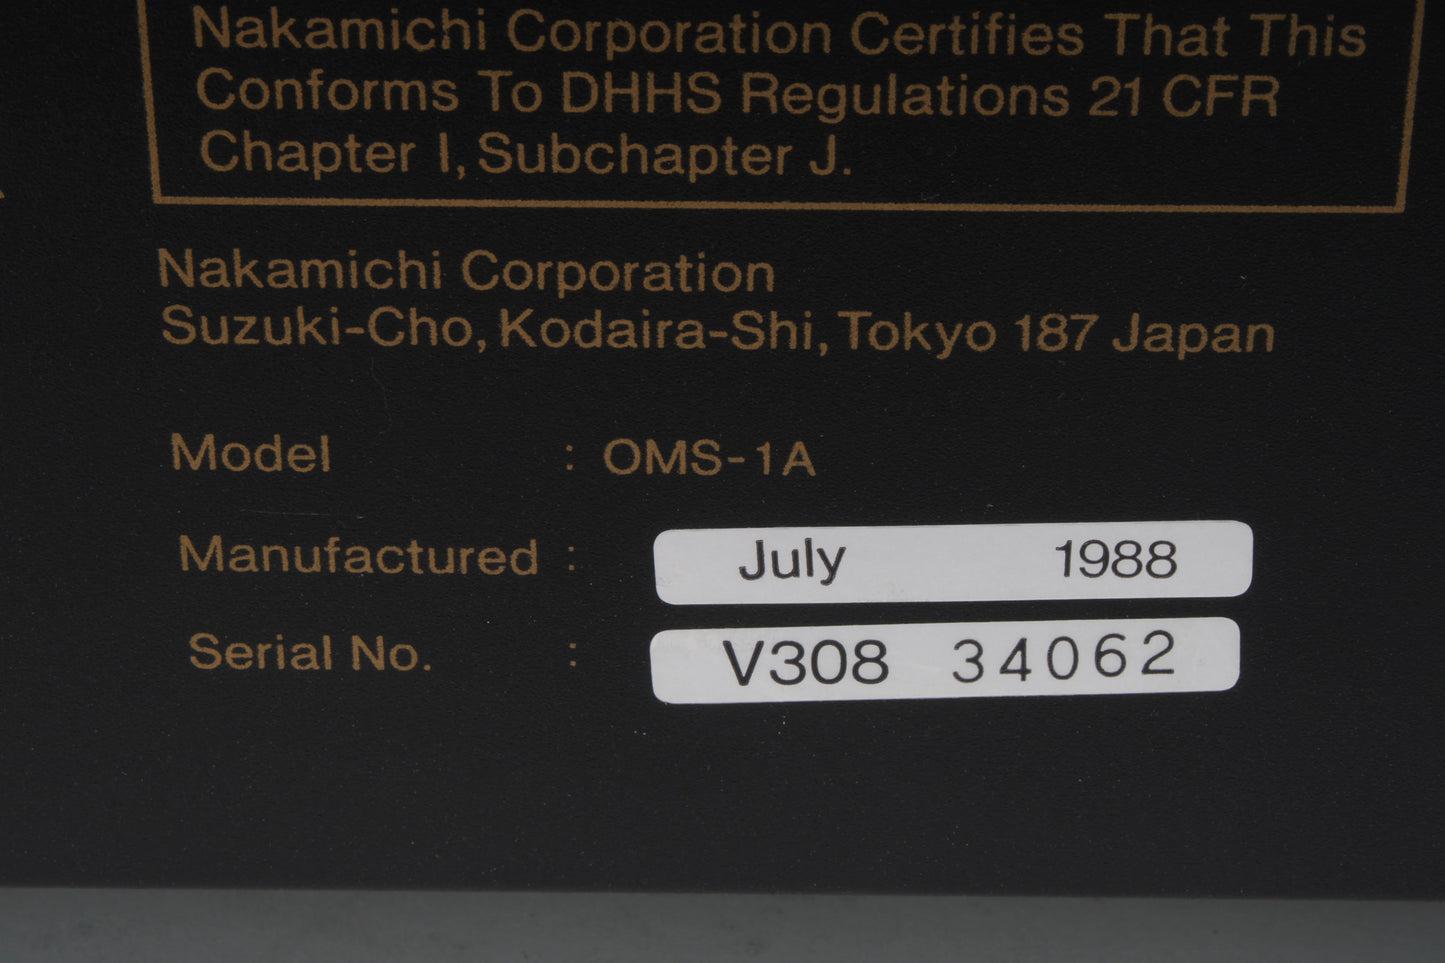 Nakamichi Corporation Certifies That This
Conforms To DHHS Regulations 21 CFR
Chapter I, Subchapter J.
Nakamichi Corporation
Suzuki-Cho, Kodaira-Shi, Tokyo 187 Japan
Model : OMS-1A
Manufactured : July 1988
Serial No. : V308 34062